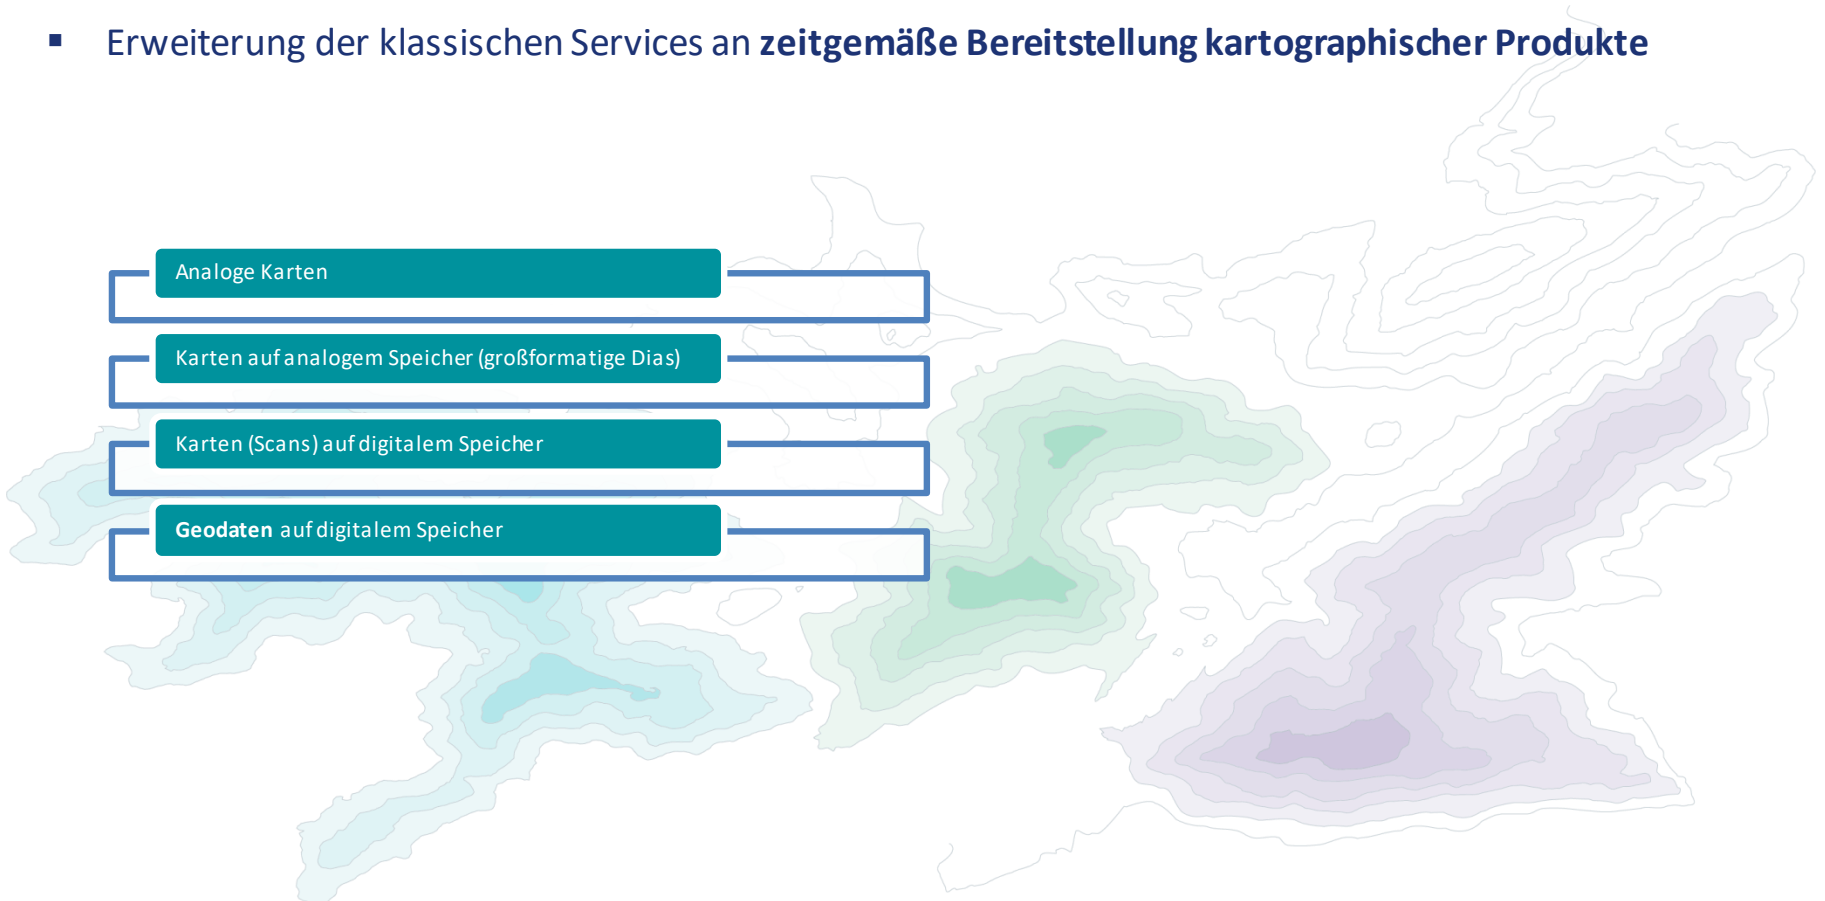 ▪ Erweiterung der klassischen Services an zeitgemäße Bereitstellung kartographischer Produkte
Analoge Karten
Karten auf analogem Speicher (großformatige Dias)
Karten (Scans) auf digitalem Speicher
Geodaten auf digitalem Speicher